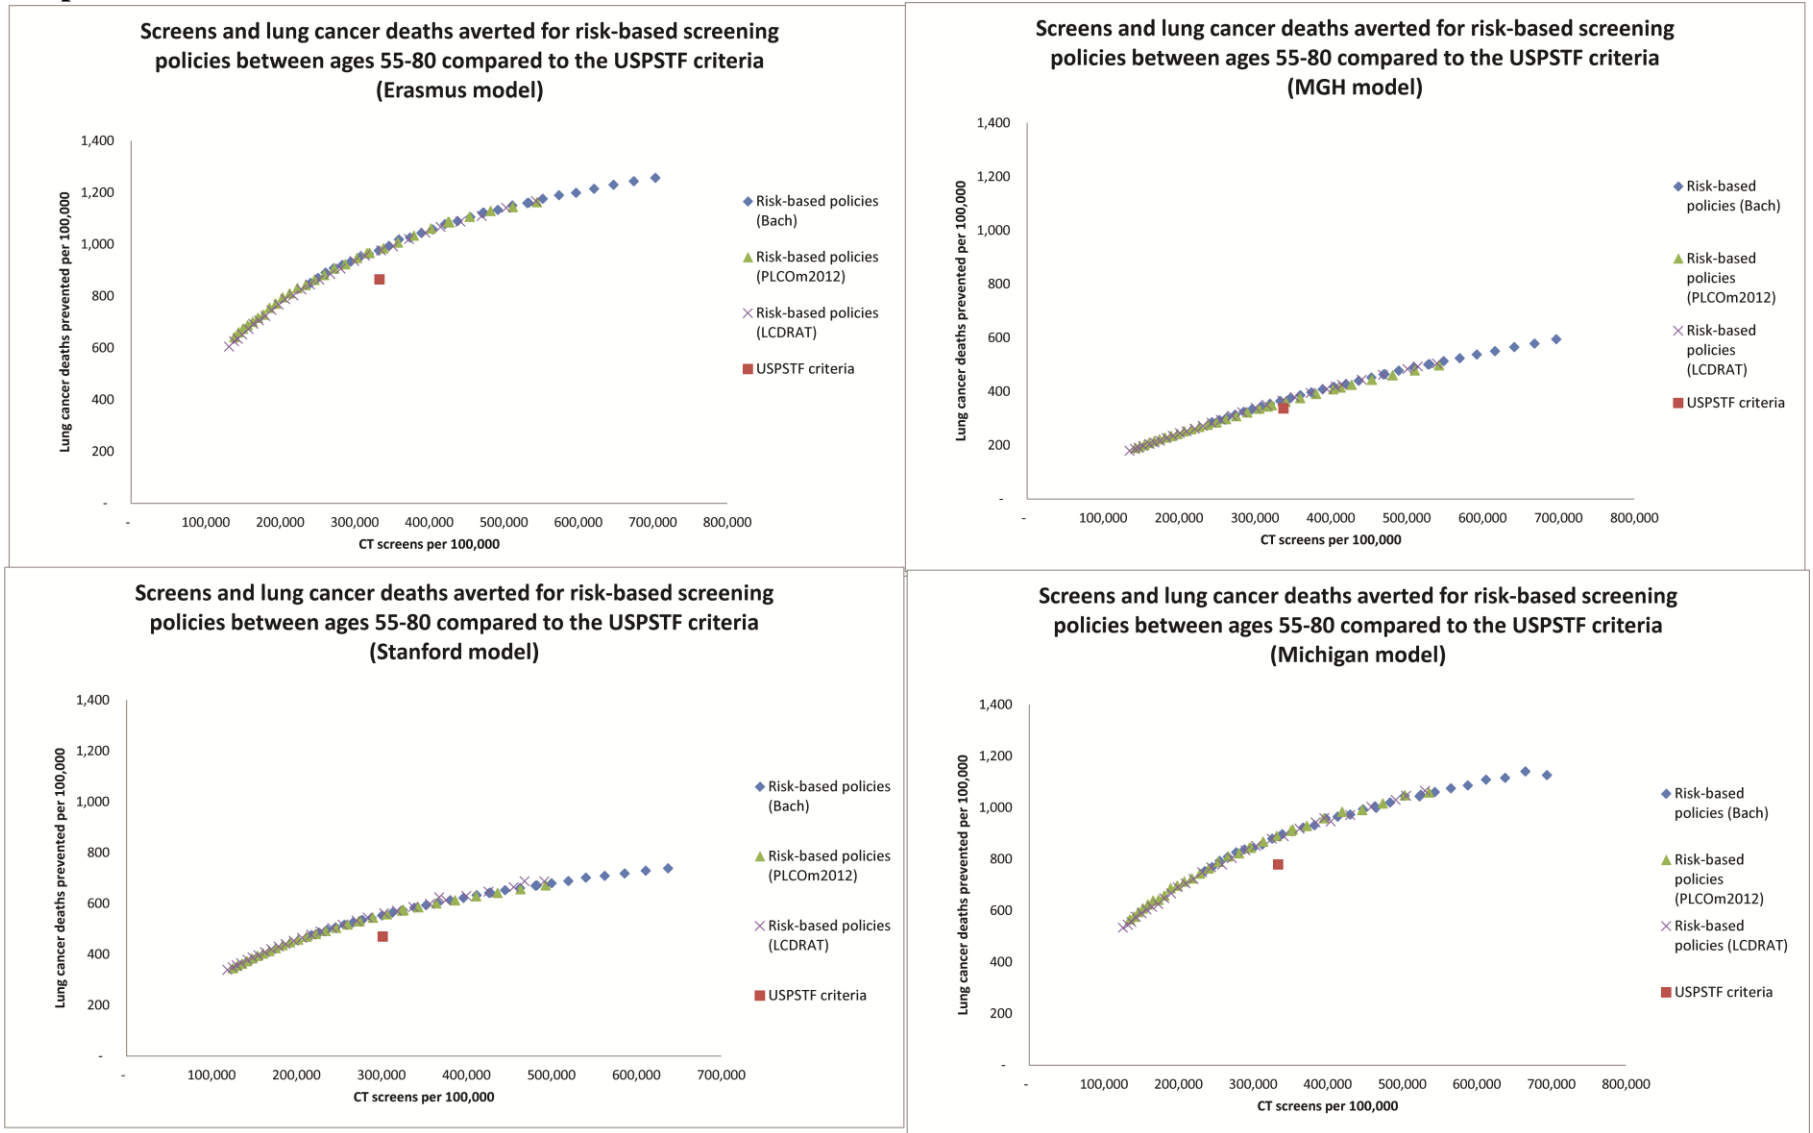 Screens and lung cancer deaths averted for risk-based screening
policies between ages 55-80 compared to the USPSTF criteria
(Erasmus model)
Lung cancer deaths prevented per 100,000
1,400
1,200
1,000
800
600
400
200
-
-
100,000
200,000
300,000
400,000
500,000
600,000
700,000
800,000
CT screens per 100,000
Risk-based policies
(Bach)
Risk-based policies
(PLCOm2012)
Risk-based policies
(LCDRAT)
USPSTF criteria
Screens and lung cancer deaths averted for risk-based screening
policies between ages 55-80 compared to the USPSTF criteria
(MGH model)
Lung cancer deaths prevented per 100,000
1,400
1,200
1,000
800
600
400
200
-
-
100,000
200,000
300,000
400,000
500,000
600,000
700,000
800,000
CT screens per 100,000
Risk-based
policies (Bach)
Risk-based
policies
(PLCOm2012)
Risk-based
policies
(LCDRAT)
USPSTF criteria
Screens and lung cancer deaths averted for risk-based screening
policies between ages 55-80 compared to the USPSTF criteria
(Stanford model)
Lung cancer deaths prevented per 100,000
1,400
1,200
1,000
800
600
400
200
-
-
100,000
200,000
300,000
400,000
500,000
600,000
700,000
CT screens per 100,000
Risk-based policies
(Bach)
Risk-based policies
(PLCOm2012)
Risk-based policies
(LCDRAT)
USPSTF criteria
Screens and lung cancer deaths averted for risk-based screening
policies between ages 55-80 compared to the USPSTF criteria
(Michigan model)
Lung cancer deaths prevented per 100,000
1,400
1,200
1,000
800
600
400
200
-
-
100,000
200,000
300,000
400,000
500,000
600,000
700,000
800,000
CT screens per 100,000
Risk-based
policies (Bach)
Risk-based
policies
(PLCOm2012)
Risk-based
policies (LCDRAT)
USPSTF criteria